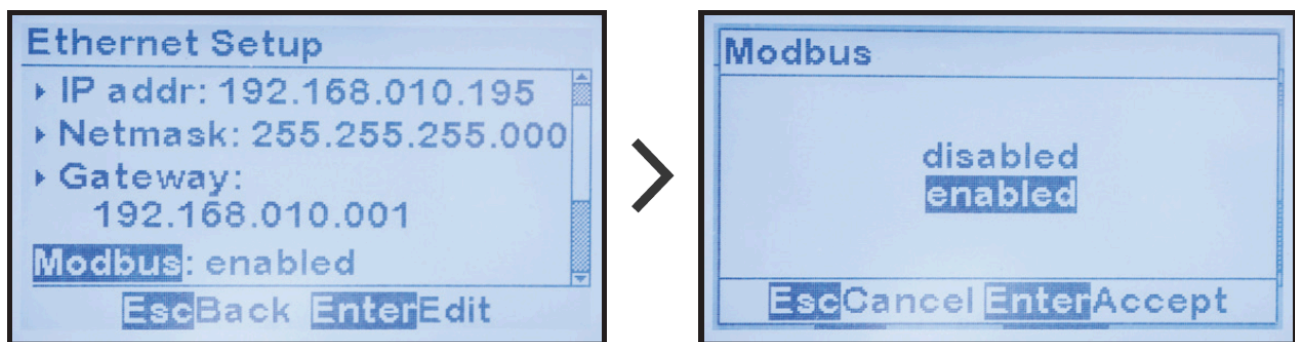 Ethernet Setup
IP addr: 192.168.010.195
Netmask: 255.255.255.000
Gateway:
192.168.010.001
Modbus: enabled
EscBack EnterEdit
>
Modbus
disabled
enabled
EscCancel EnterAccept